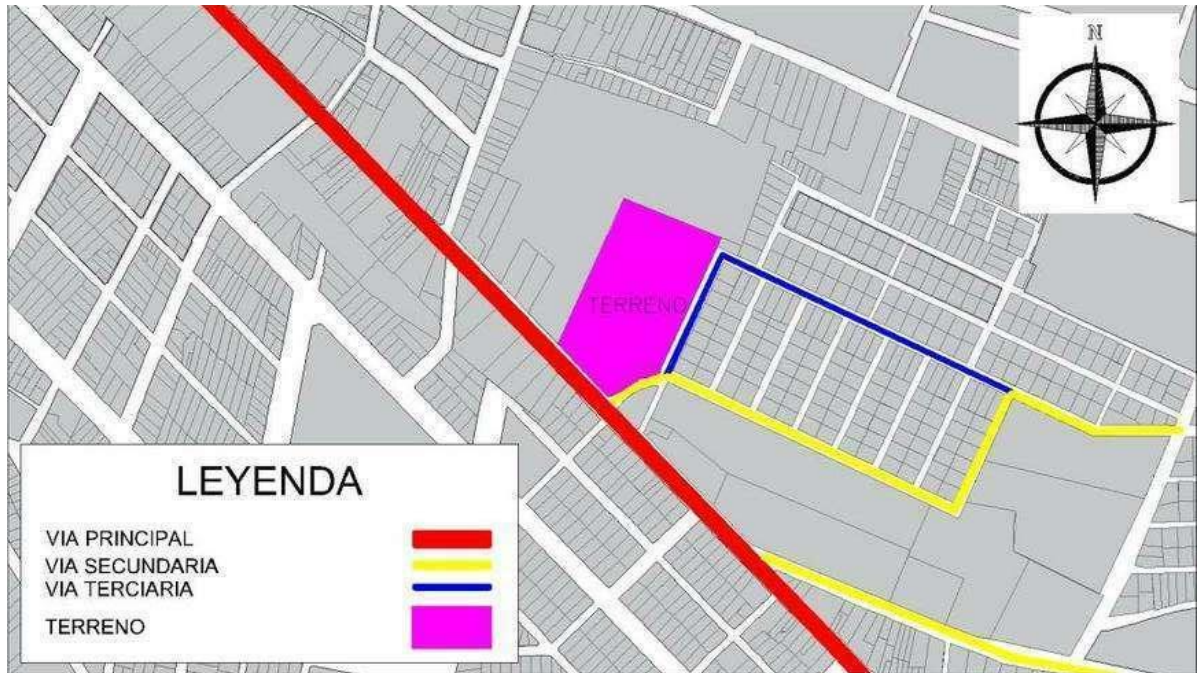 N
TERRENO
LEYENDA
VIA PRINCIPAL
VIA SECUNDARIA
VIA TERCIARIA
TERRENO